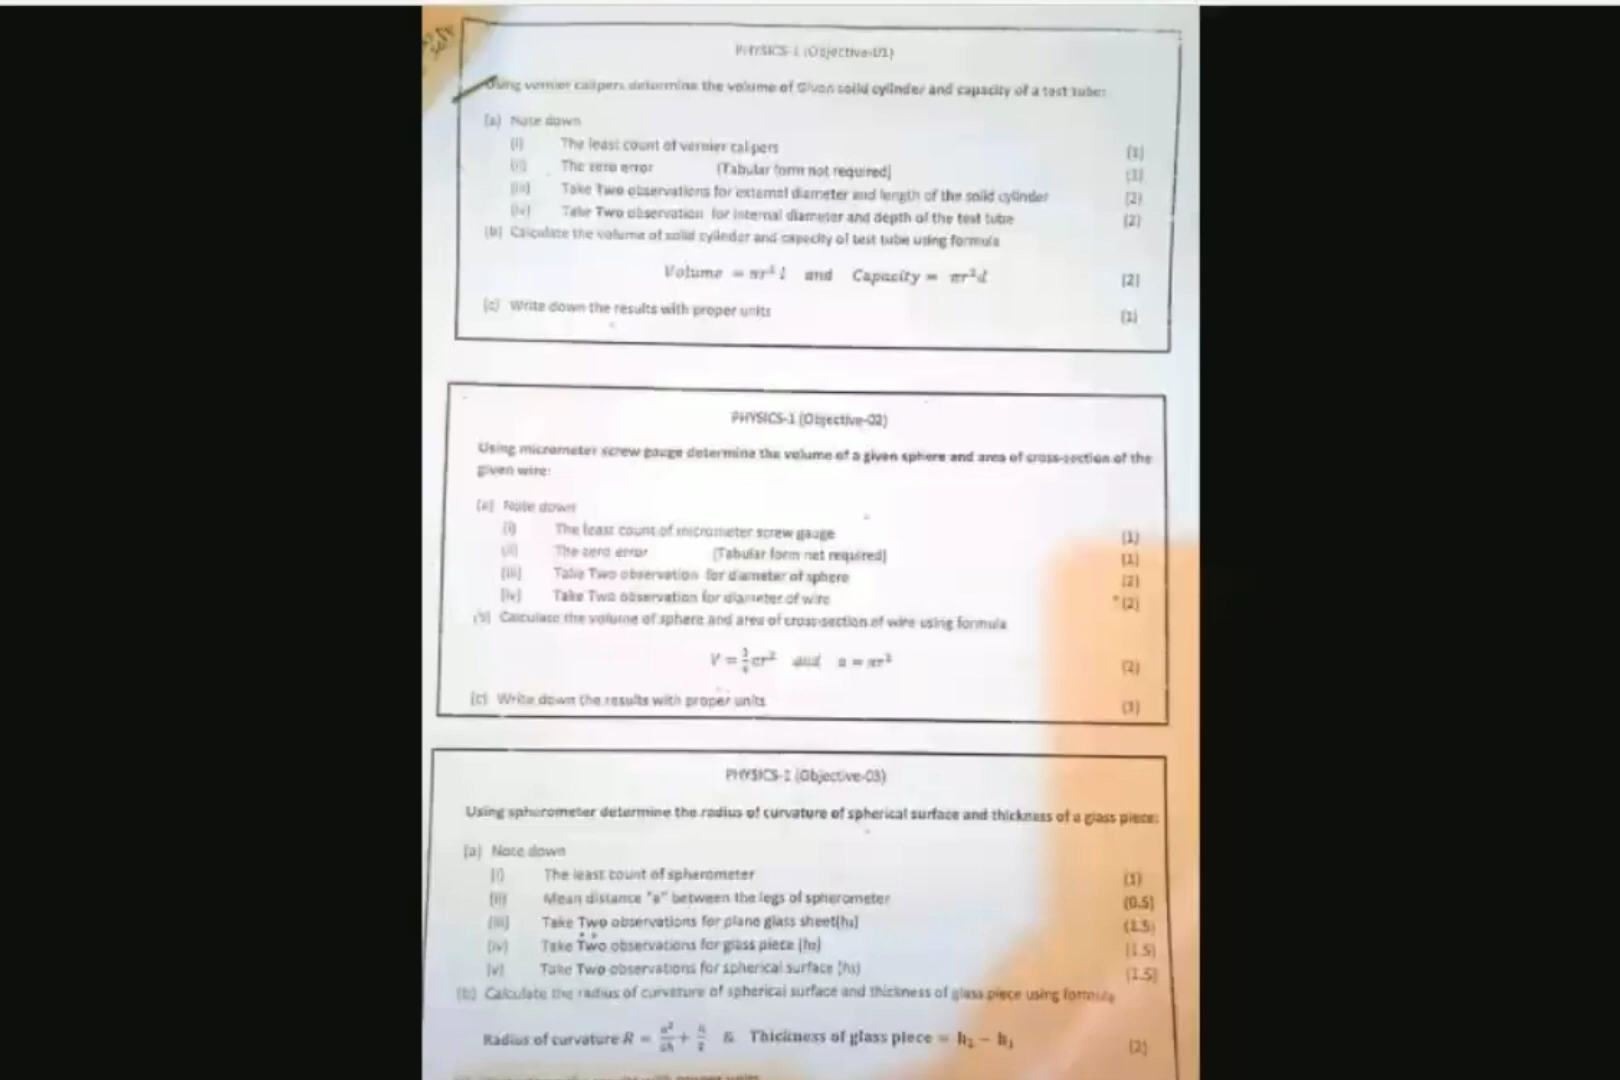 PHYSICS-1 (Objective-01)
Using vernier calipers determine the volume of Given solid cylinder and capacity of a test tube:
(a) Note down
(i) The least count of vernier calipers (1)
(ii) The zero error (Tabular form not required) (1)
(iii) Take Two observations for external diameter and length of the solid cylinder (2)
(iv) Take Two observation for internal diameter and depth of the test tube (2)
(b) Calculate the volume of solid cylinder and capacity of test tube using formula
Volume = πr² l and Capacity = πr²d (2)
(c) Write down the results with proper units (1)
PHYSICS-1 (Objective-02)
Using micrometer screw gauge determine the volume of a given sphere and area of cross-section of the
given wire:
(a) Note down
(i) The least count of micrometer screw gauge (1)
(ii) The zero error (Tabular form net required) (1)
(iii) Take Two observation for diameter of sphere (2)
(iv) Take Two observation for diameter of wire (2)
(b) Calculate the volume of sphere and area of cross-section of wire using formula
and a = πr² (2)
(c) Write down the results with proper units
PHYSICS-1 (Objective-03)
Using spherometer determine the radius of curvature of spherical surface and thickness of a glass piece:
(a) Note down
(i) The least count of spherometer (1)
(ii) Mean distance "a" between the legs of spherometer (0.5)
(iii) Take Two observations for plane glass sheet(h₁) (1.5)
(iv) Take Two observations for glass piece (h₂) (1.5)
(v) Take Two observations for spherical surface (h₃) (1.5)
(b) Calculate the radius of curvature of spherical surface and thickness of glass piece using formula
Radius of curvature R = & Thickness of glass piece = h₂ − h₁ (2)